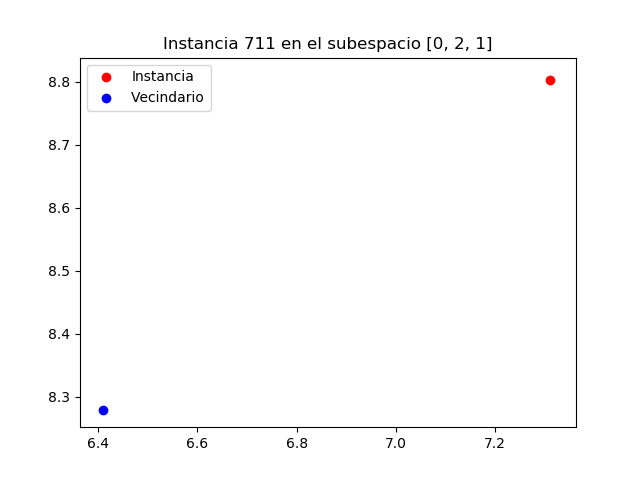 Instancia 711 en el subespacio [0, 2, 1]
Instancia
Vecindario
8.8
8.7
8.6
8.5
8.4
8.3
6.4 6.6 6.8 7.0 7.2